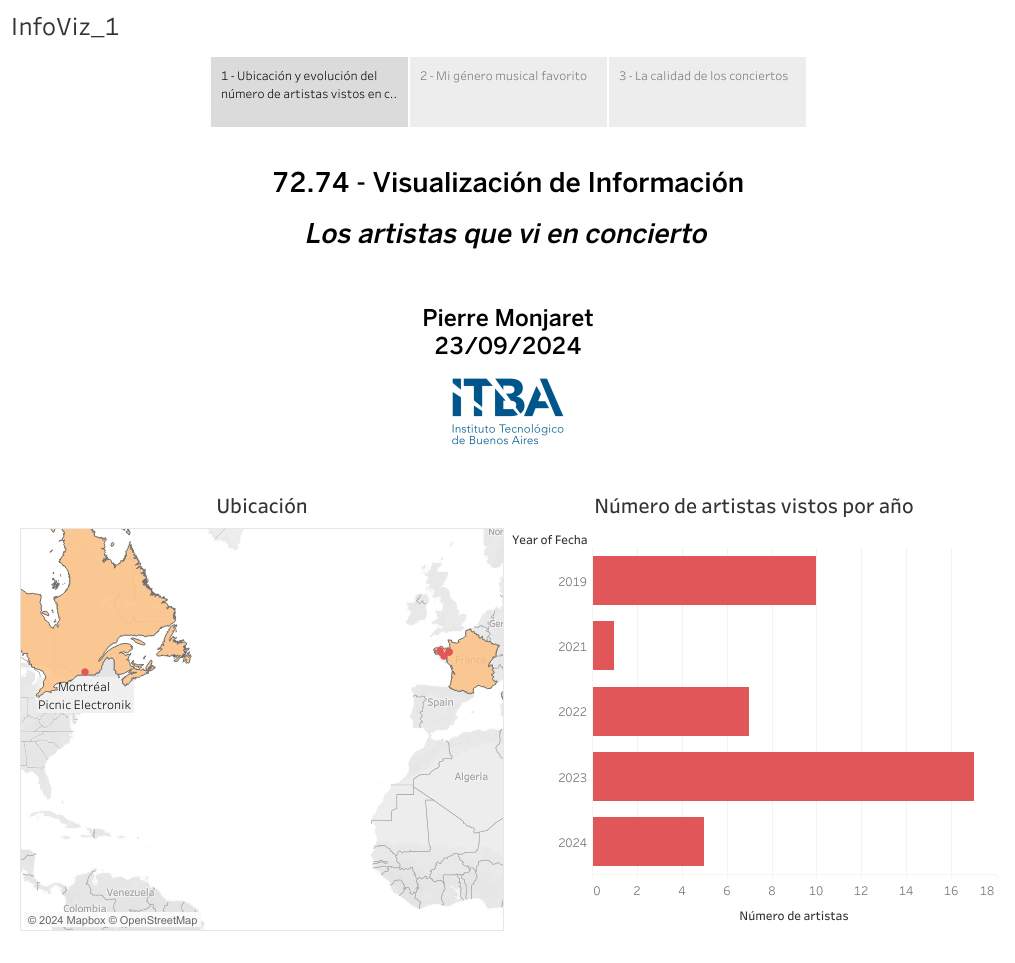 InfoViz_1
1 - Ubicación y evolución del
número de artistas vistos en c..
2 - Mi género musical favorito
3 - La calidad de los conciertos
72.74 - Visualización de Información
Los artistas que vi en concierto
Pierre Monjaret
23/09/2024
ITBA
Instituto Tecnológico
de Buenos Aires
Ubicación
Nor
Ger
France
Montréal
Picnic Electronik
Spain
Algeria
Venezuela
Colombia
© 2024 Mapbox © OpenStreetMap
Número de artistas vistos por año
Year of Fecha
2019
2021
2022
2023
2024
0 2 4 6 8 10 12 14 16 18
Número de artistas